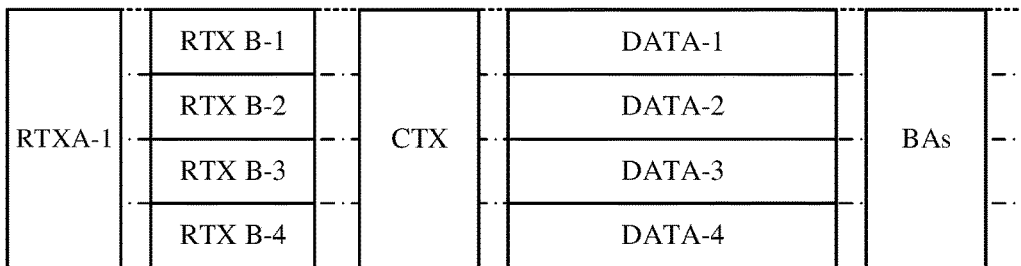 RTXA-1
RTX B-1
RTX B-2
RTX B-3
RTX B-4
CTX
DATA-1
DATA-2
DATA-3
DATA-4
BAs